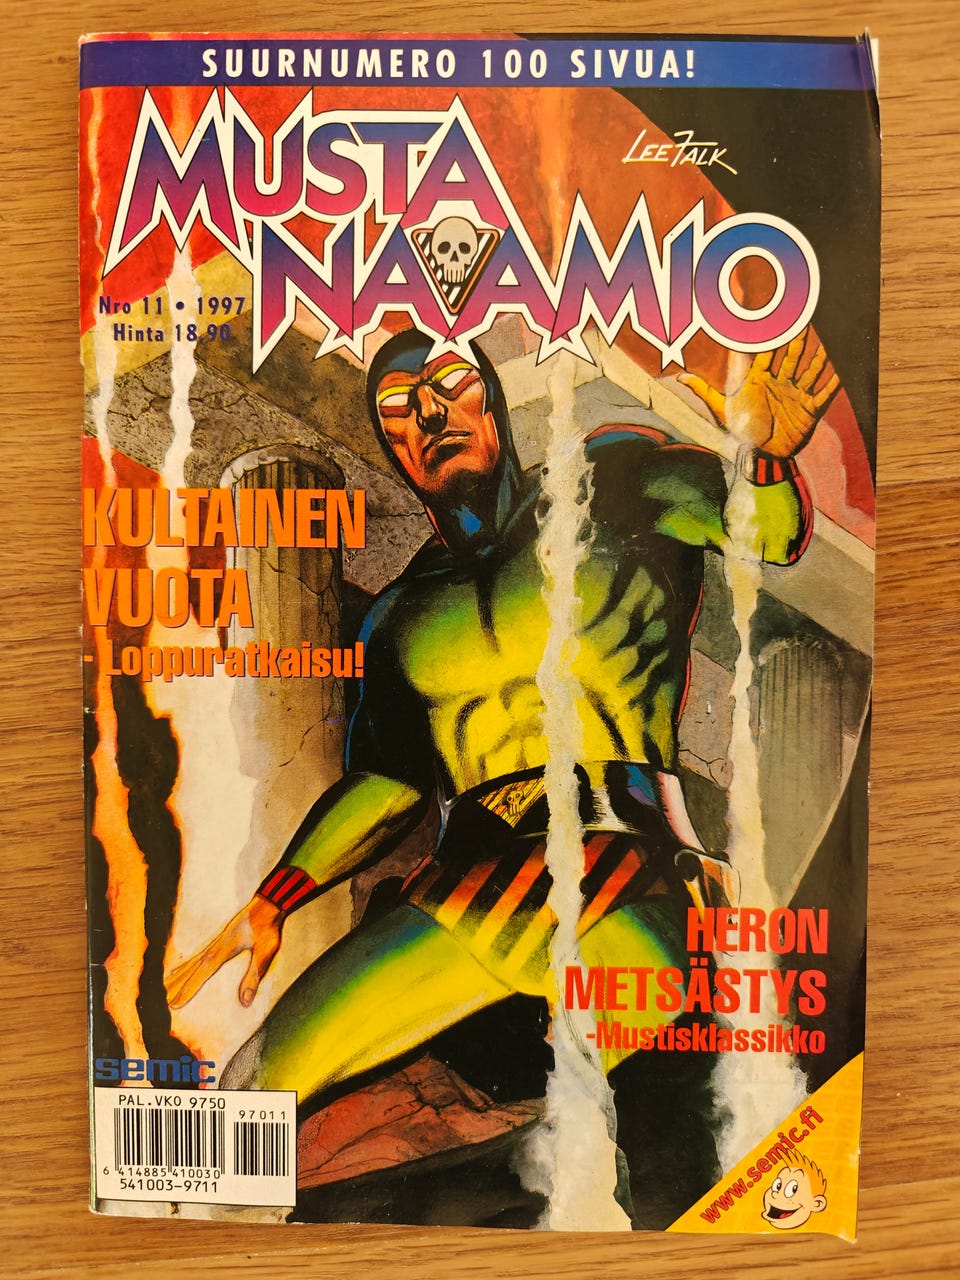 SUURNUMERO 100 SIVUA!
MUSTA
LEE FALK
NAAMIO
Nro 11 • 1997
Hinta 18,90
KULTAINEN
VUOTA
- Loppuratkaisu!
HERON
METSÄSTYS
-Mustisklassikko
semic
PAL.VKO 9750
97011
6 414885 410030
541003-9711
www.semic.fi